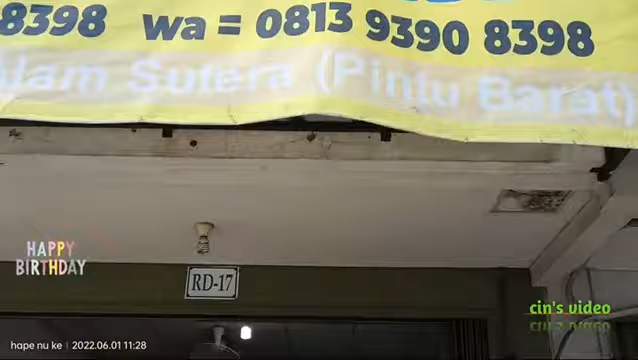 8398 wa = 0813 9390 8398
Alam Sutera (Pintu Barat)
HAPPY
BIRTHDAY
RD-17
cin's video
hape nu ke | 2022.06.01 11:28